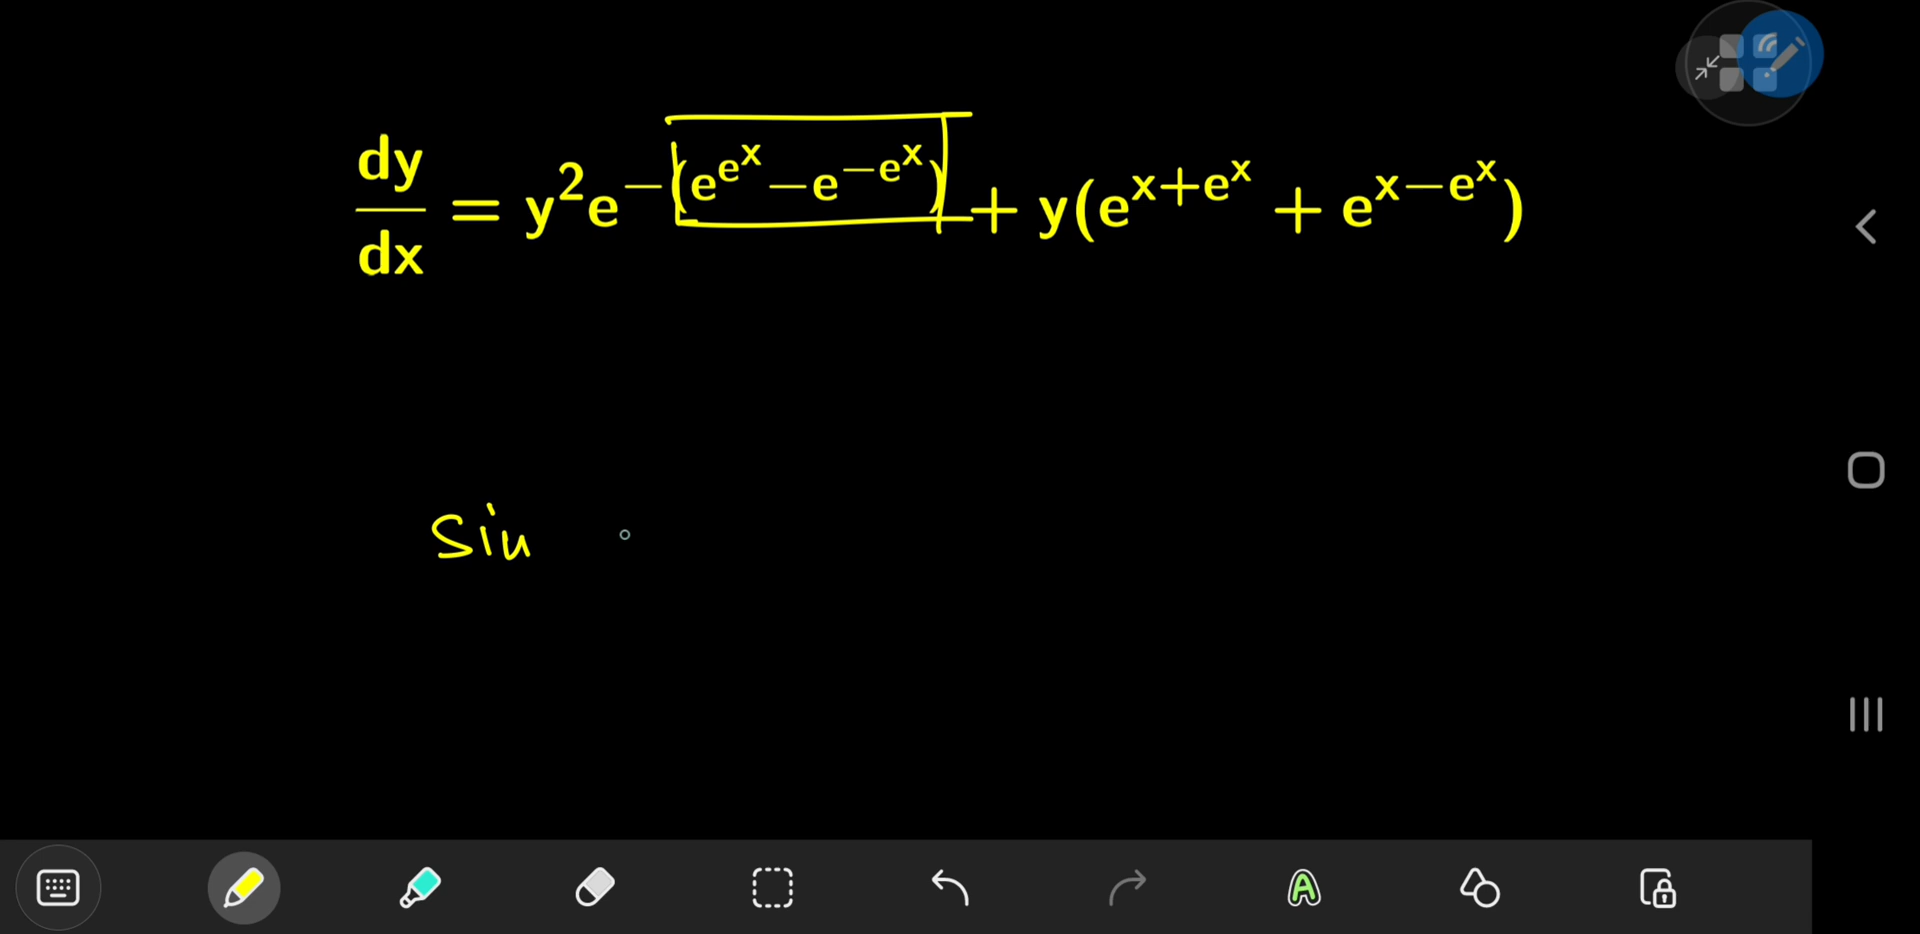 dy/dx = y²e^{-(e^{e^x} - e^{-e^x})} + y(e^{x+e^x} + e^{x-e^x})
Sin